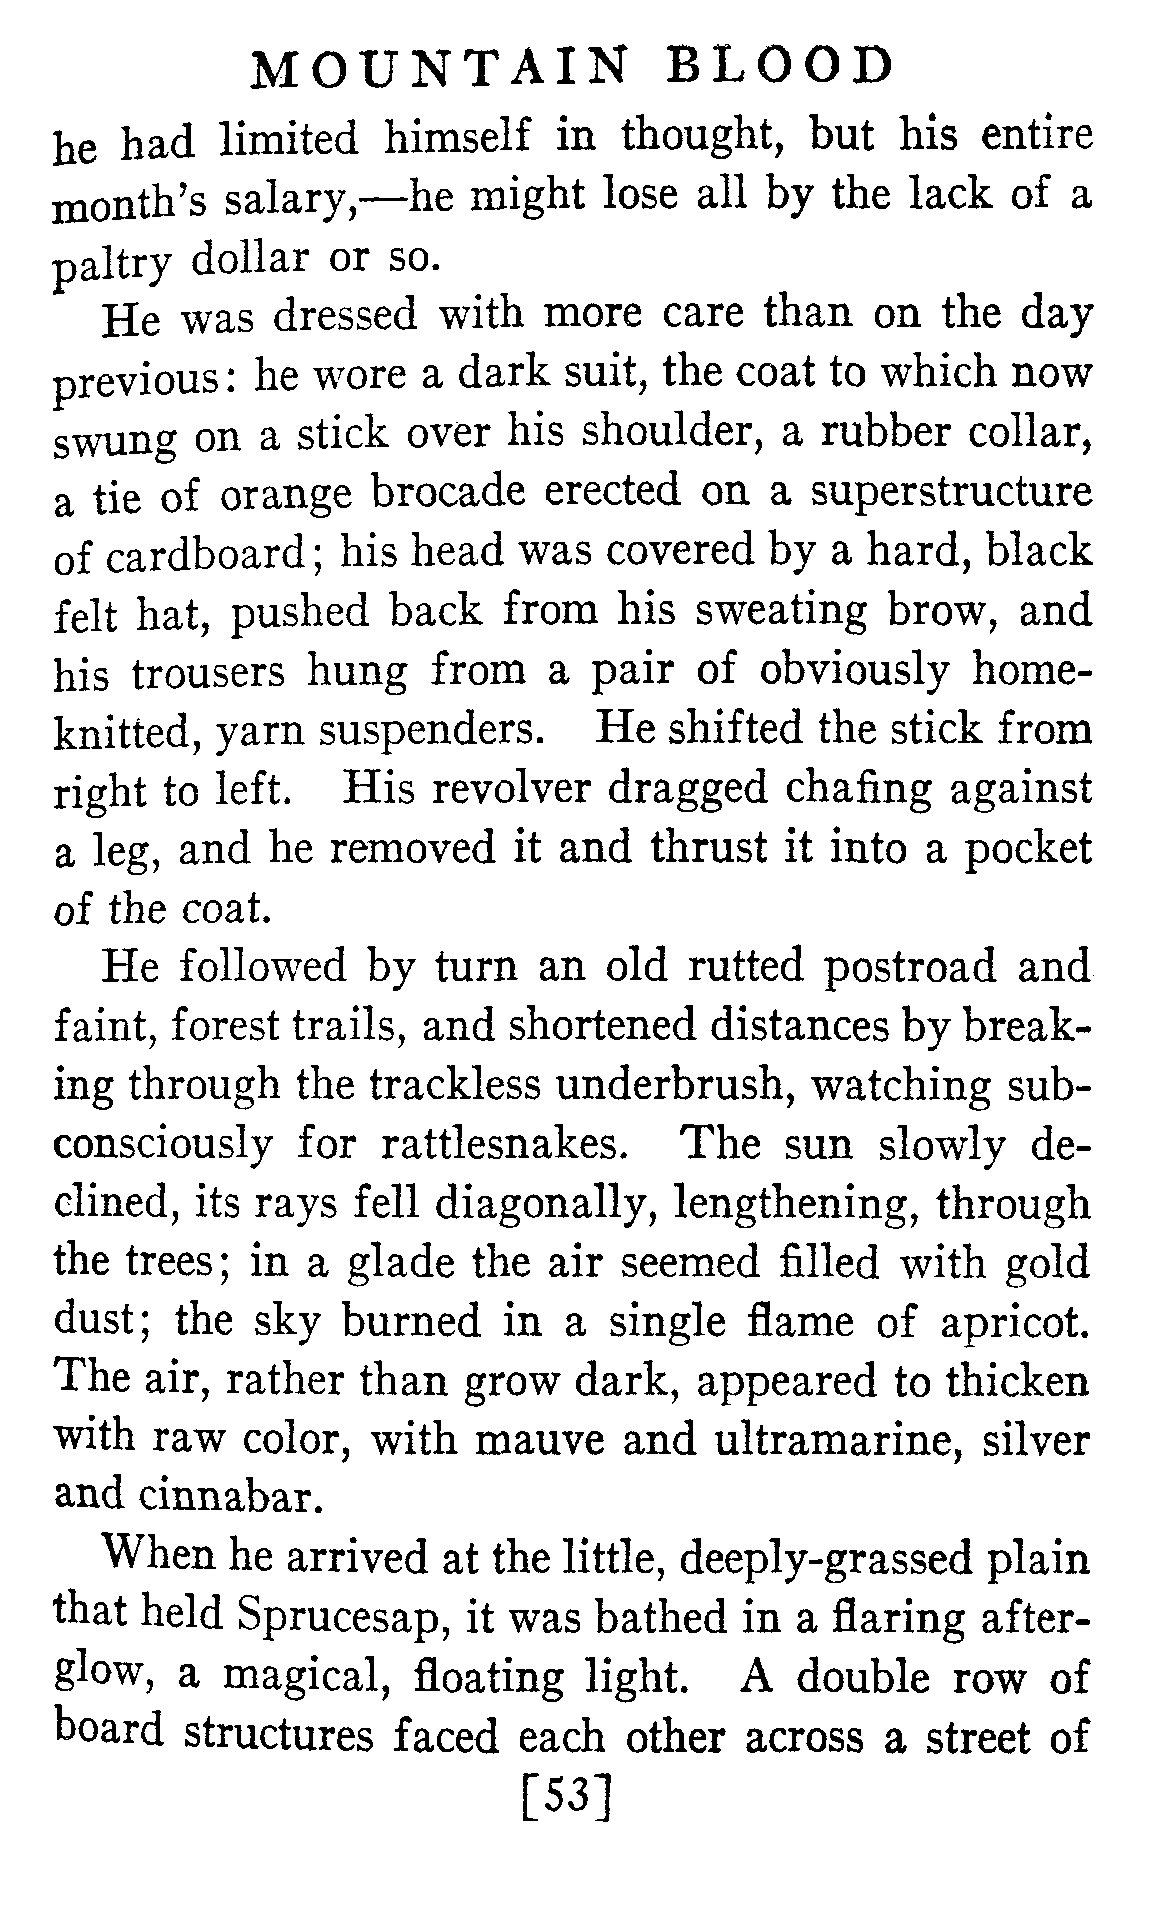 MOUNTAIN BLOOD
he had limited himself in thought, but his entire
month's salary,—he might lose all by the lack of a
paltry dollar or so.
He was dressed with more care than on the day
previous: he wore a dark suit, the coat to which now
swung on a stick over his shoulder, a rubber collar,
a tie of orange brocade erected on a superstructure
of cardboard; his head was covered by a hard, black
felt hat, pushed back from his sweating brow, and
his trousers hung from a pair of obviously home-
knitted, yarn suspenders. He shifted the stick from
right to left. His revolver dragged chafing against
a leg, and he removed it and thrust it into a pocket
of the coat.
He followed by turn an old rutted postroad and
faint, forest trails, and shortened distances by break-
ing through the trackless underbrush, watching sub-
consciously for rattlesnakes. The sun slowly de-
clined, its rays fell diagonally, lengthening, through
the trees; in a glade the air seemed filled with gold
dust; the sky burned in a single flame of apricot.
The air, rather than grow dark, appeared to thicken
with raw color, with mauve and ultramarine, silver
and cinnabar.
When he arrived at the little, deeply-grassed plain
that held Sprucesap, it was bathed in a flaring after-
glow, a magical, floating light. A double row of
board structures faced each other across a street of
[53]